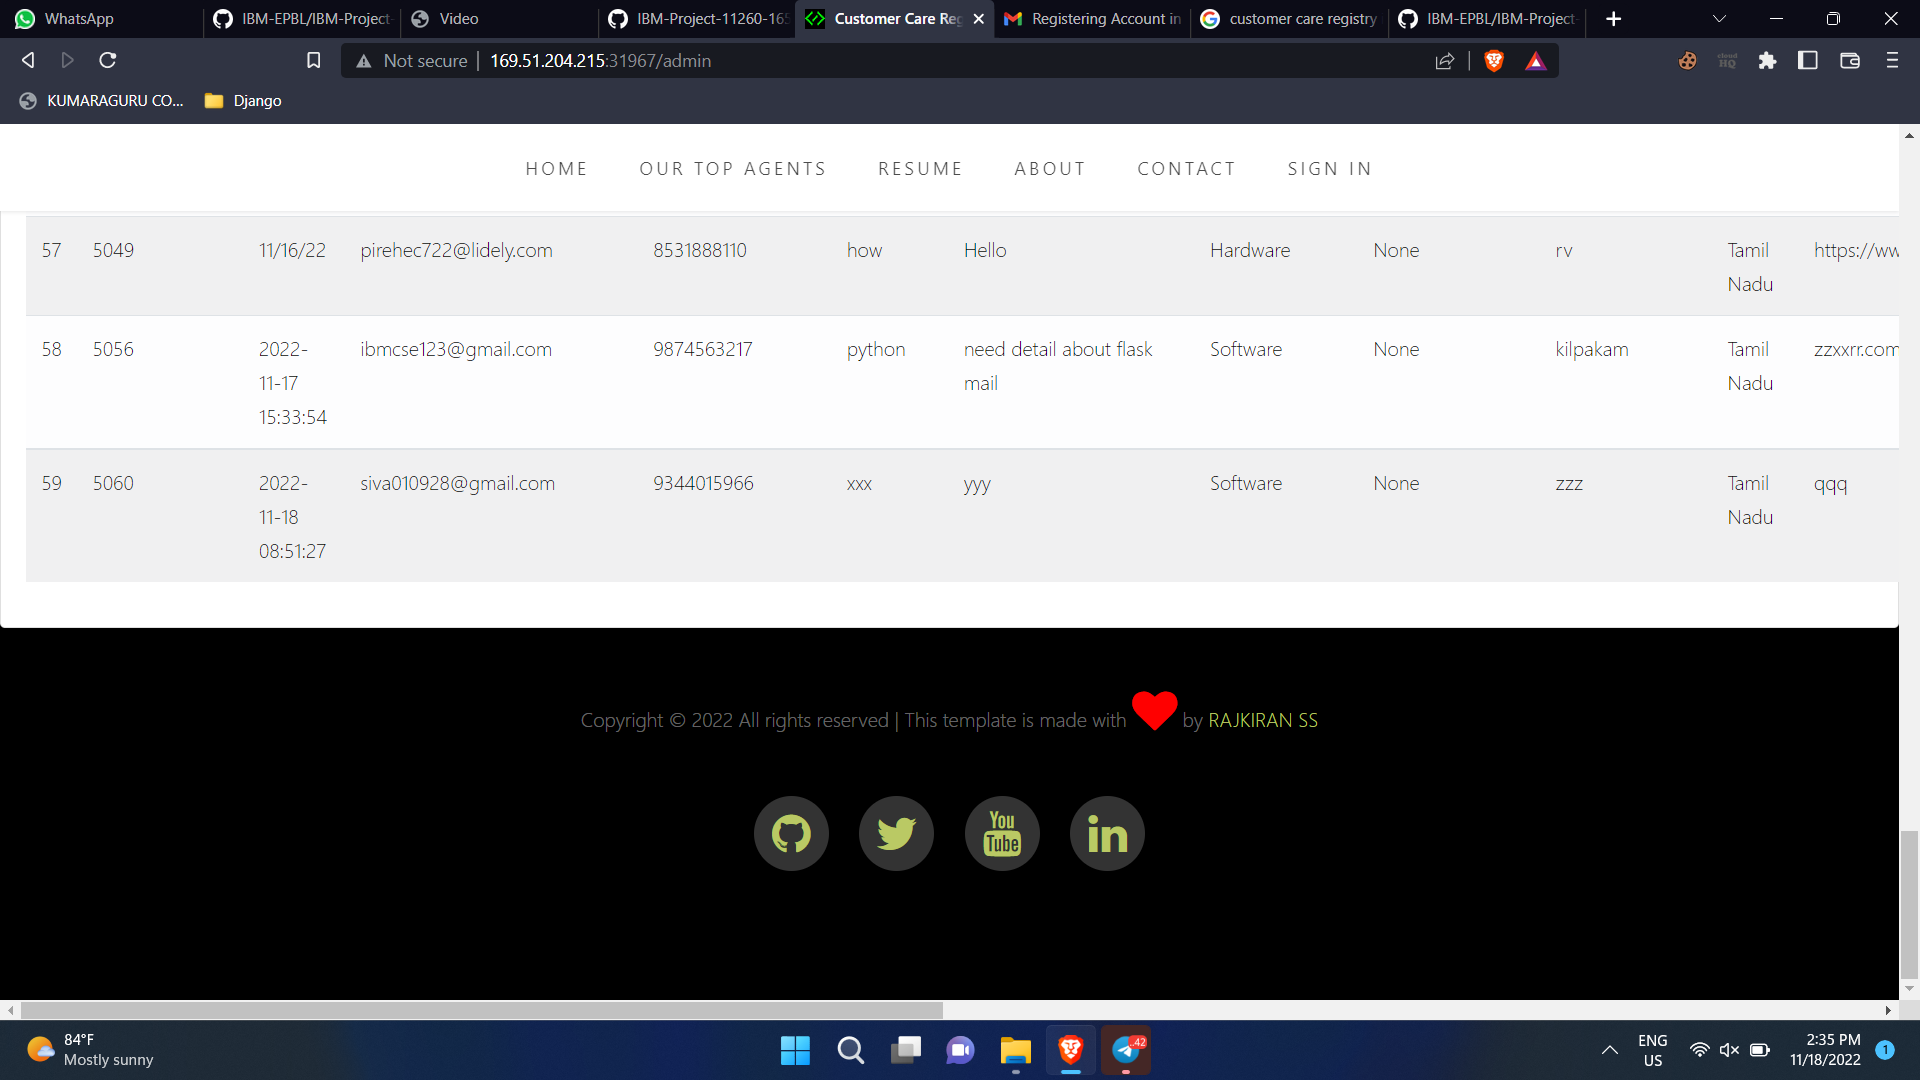 WhatsApp
IBM-EPBL/IBM-Project-
Video
IBM-Project-11260-165
Customer Care Reg
Registering Account in
customer care registry
IBM-EPBL/IBM-Project-
Not secure | 169.51.204.215:31967/admin
cloud
HQ
KUMARAGURU CO...
Django
HOME OUR TOP AGENTS RESUME ABOUT CONTACT SIGN IN
57 5049 11/16/22 pirehec722@lidely.com 8531888110 how Hello Hardware None rv Tamil https://ww
Nadu
58 5056 2022- ibmcse123@gmail.com 9874563217 python need detail about flask Software None kilpakam Tamil zzxxrr.com
11-17 mail Nadu
15:33:54
59 5060 2022- siva010928@gmail.com 9344015966 xxx yyy Software None zzz Tamil qqq
11-18 Nadu
08:51:27
Copyright © 2022 All rights reserved | This template is made with by RAJKIRAN SS
You
Tube
in
84°F
Mostly sunny
42
ENG
US
2:35 PM
11/18/2022
1